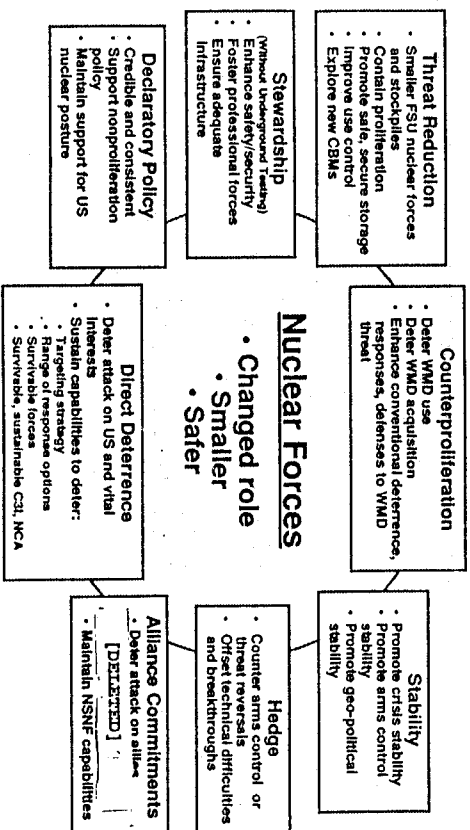 Threat Reduction
• Smaller FSU nuclear forces
and stockpiles
• Contain proliferation
• Promote safe, secure storage
• Improve use control
• Explore new CBMs
Counterproliferation
• Deter WMD use
• Deter WMD acquisition
• Enhance conventional deterrence,
responses, defenses to WMD
threat
Stability
• Promote crisis stability
• Promote arms control
stability
• Promote geo-political
stability
Stewardship
(Without Underground Testing)
• Enhance safety/security
• Foster professional forces
• Ensure adequate
infrastructure
Nuclear Forces
• Changed role
• Smaller
• Safer
Hedge
• Counter arms control or
threat reversals
• Offset technical difficulties
and breakthroughs
Declaratory Policy
• Credible and consistent
• Support nonproliferation
policy
• Maintain support for US
nuclear posture
Direct Deterrence
• Deter attack on US and vital
interests
• Sustain capabilities to deter:
• Targeting strategy
• Range of response options
• Survivable forces
• Survivable, sustainable C3I, NCA
Alliance Commitments
• Deter attack on allies
[DELETED]
• Maintain NSNF capabilities